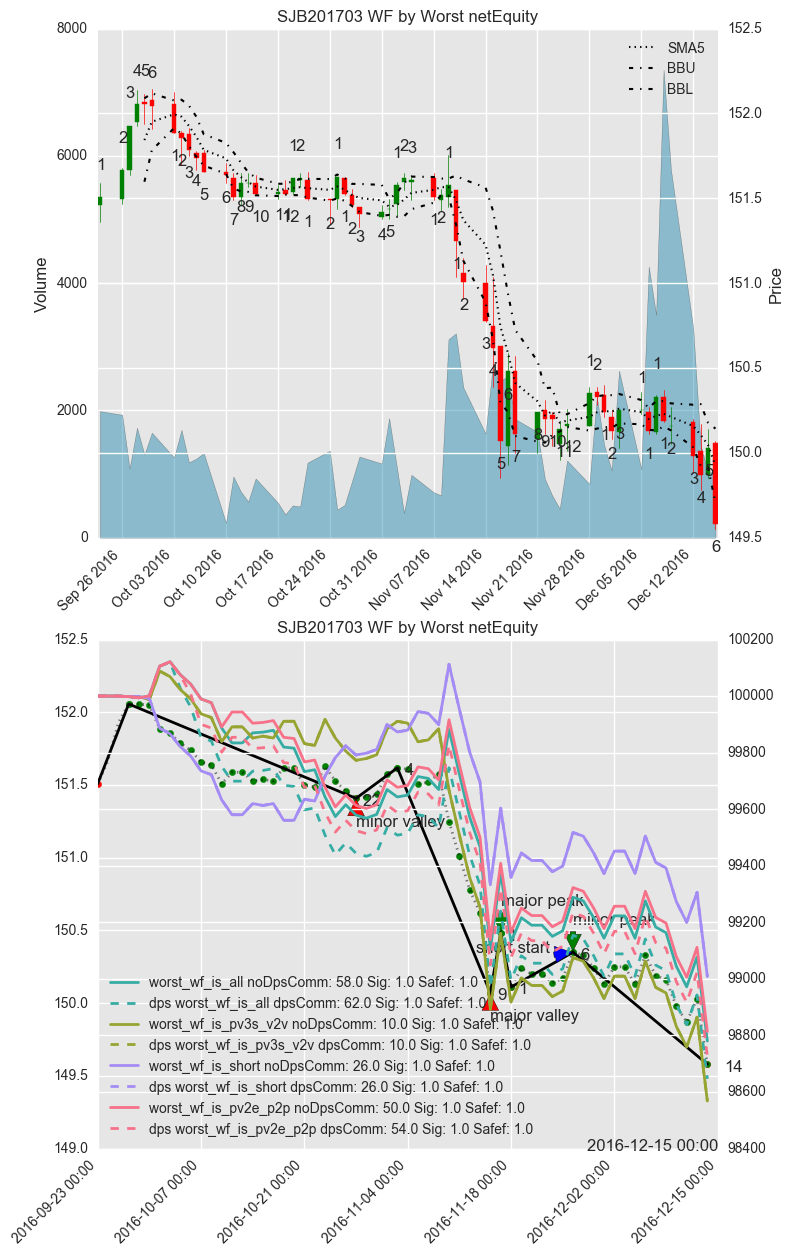 SJB201703 WF by Worst netEquity
8000
6000
4000
2000
0
Volume
152.5
152.0
151.5
151.0
150.5
150.0
149.5
Price
SMA5
BBU
BBL
Sep 26 2016
Oct 03 2016
Oct 10 2016
Oct 17 2016
Oct 24 2016
Oct 31 2016
Nov 07 2016
Nov 14 2016
Nov 21 2016
Nov 28 2016
Dec 05 2016
Dec 12 2016
SJB201703 WF by Worst netEquity
152.5
152.0
151.5
151.0
150.5
150.0
149.5
149.0
100200
100000
99800
99600
99400
99200
99000
98800
98600
98400
4
minor valley
major peak
minor peak
short start
6
9
1
major valley
14
worst_wf_is_all noDpsComm: 58.0 Sig: 1.0 Safef: 1.0
dps worst_wf_is_all dpsComm: 62.0 Sig: 1.0 Safef: 1.0
worst_wf_is_pv3s_v2v noDpsComm: 10.0 Sig: 1.0 Safef: 1.0
dps worst_wf_is_pv3s_v2v dpsComm: 10.0 Sig: 1.0 Safef: 1.0
worst_wf_is_short noDpsComm: 26.0 Sig: 1.0 Safef: 1.0
dps worst_wf_is_short dpsComm: 26.0 Sig: 1.0 Safef: 1.0
worst_wf_is_pv2e_p2p noDpsComm: 50.0 Sig: 1.0 Safef: 1.0
dps worst_wf_is_pv2e_p2p dpsComm: 54.0 Sig: 1.0 Safef: 1.0
2016-12-15 00:00
2016-09-23 00:00
2016-10-07 00:00
2016-10-21 00:00
2016-11-04 00:00
2016-11-18 00:00
2016-12-02 00:00
2016-12-15 00:00